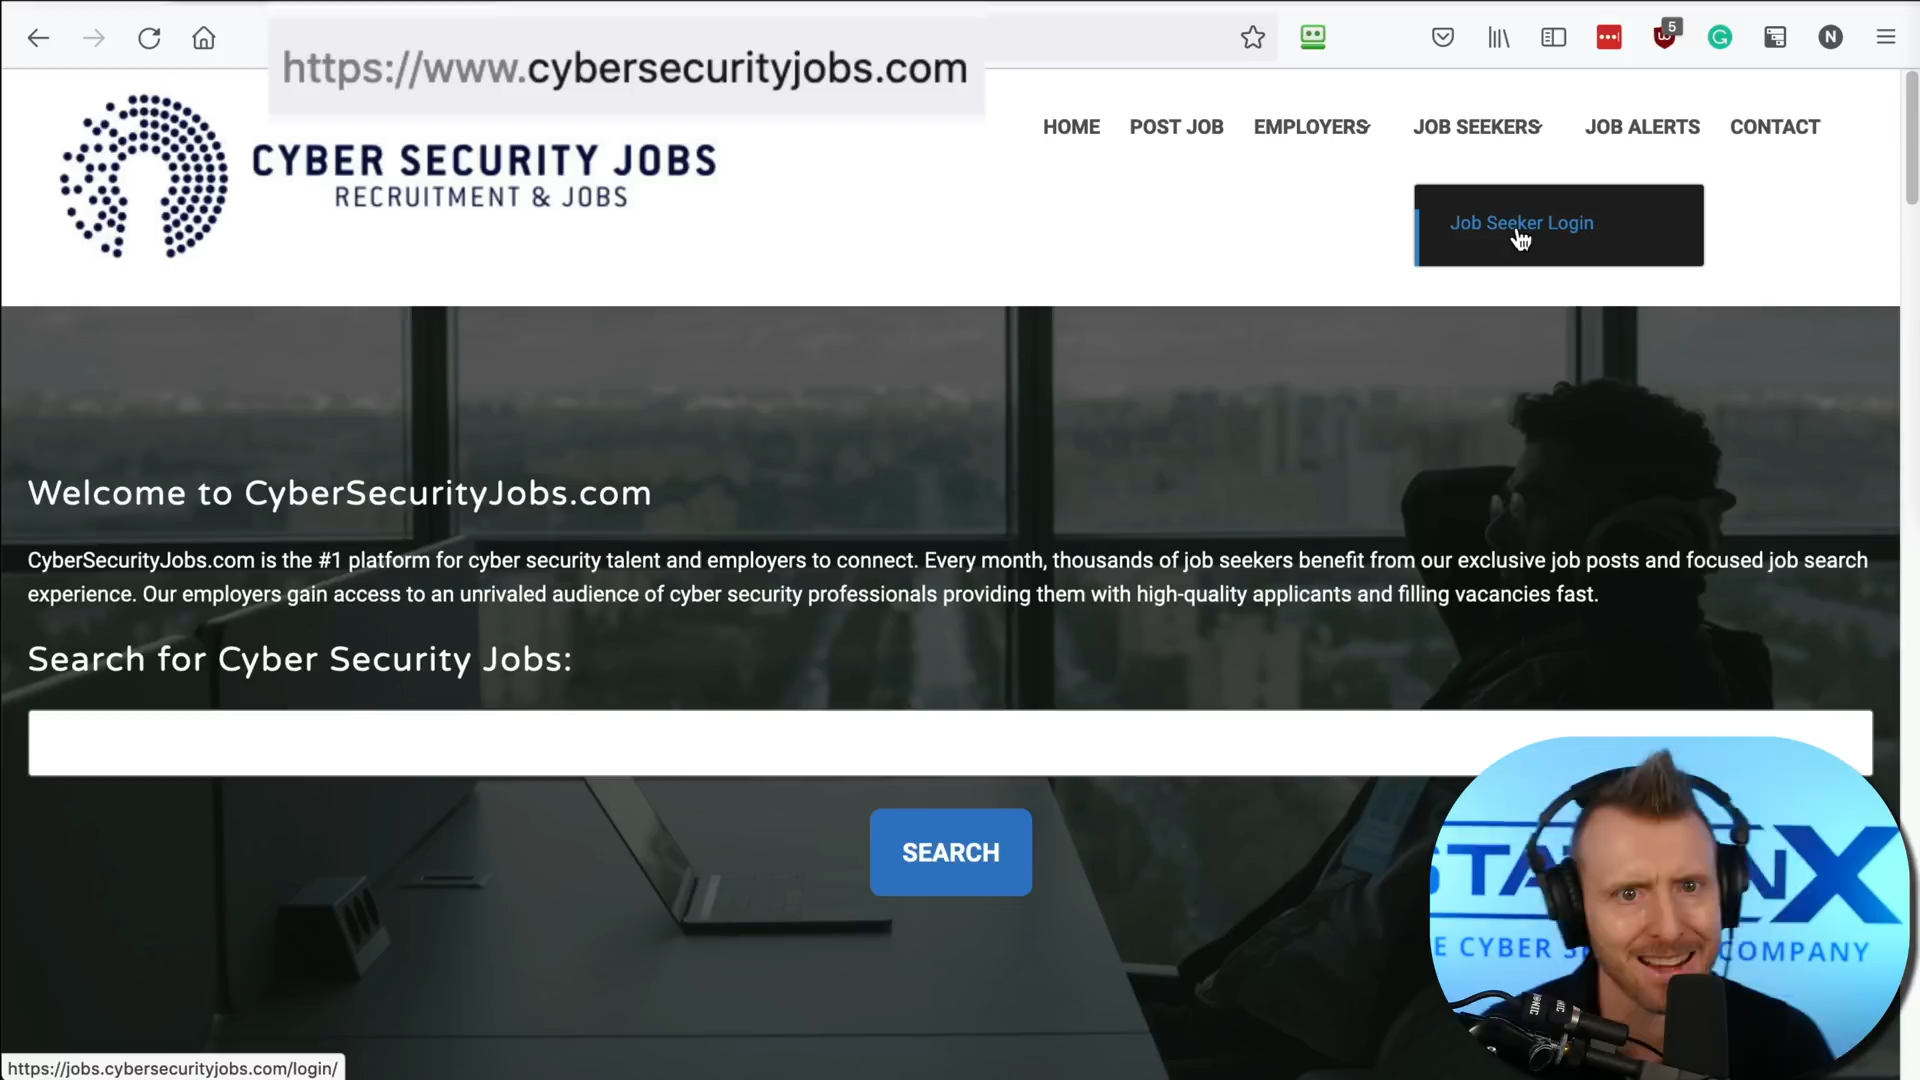 5
N
https://www.cybersecurityjobs.com
CYBER SECURITY JOBS
RECRUITMENT & JOBS
HOME POST JOB EMPLOYERS JOB SEEKERS JOB ALERTS CONTACT
Job Seeker Login
Welcome to CyberSecurityJobs.com
CyberSecurityJobs.com is the #1 platform for cyber security talent and employers to connect. Every month, thousands of job seekers benefit from our exclusive job posts and focused job search
experience. Our employers gain access to an unrivaled audience of cyber security professionals providing them with high-quality applicants and filling vacancies fast.
Search for Cyber Security Jobs:
SEARCH
CYBER
COMPANY
https://jobs.cybersecurityjobs.com/login/